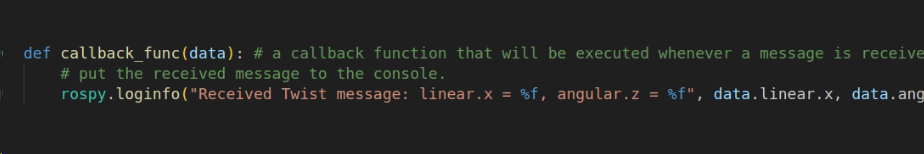 def callback_func(data): # a callback function that will be executed whenever a message is receive
# put the received message to the console.
rospy.loginfo("Received Twist message: linear.x = %f, angular.z = %f", data.linear.x, data.ang